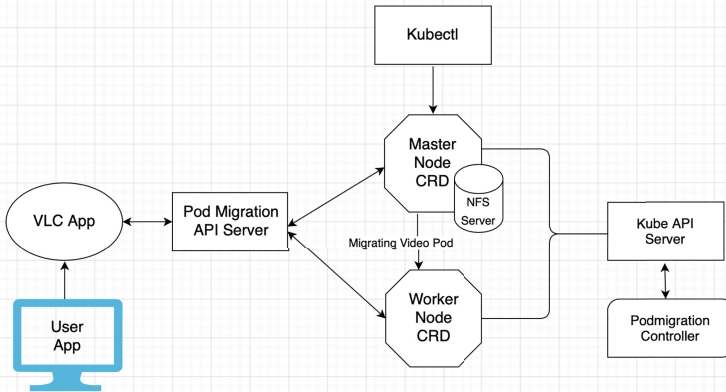 Kubectl
Master
Node
CRD
NFS
Server
VLC App
Pod Migration
API Server
Kube API
Server
Migrating Video Pod
Worker
Node
CRD
User
App
Podmigration
Controller